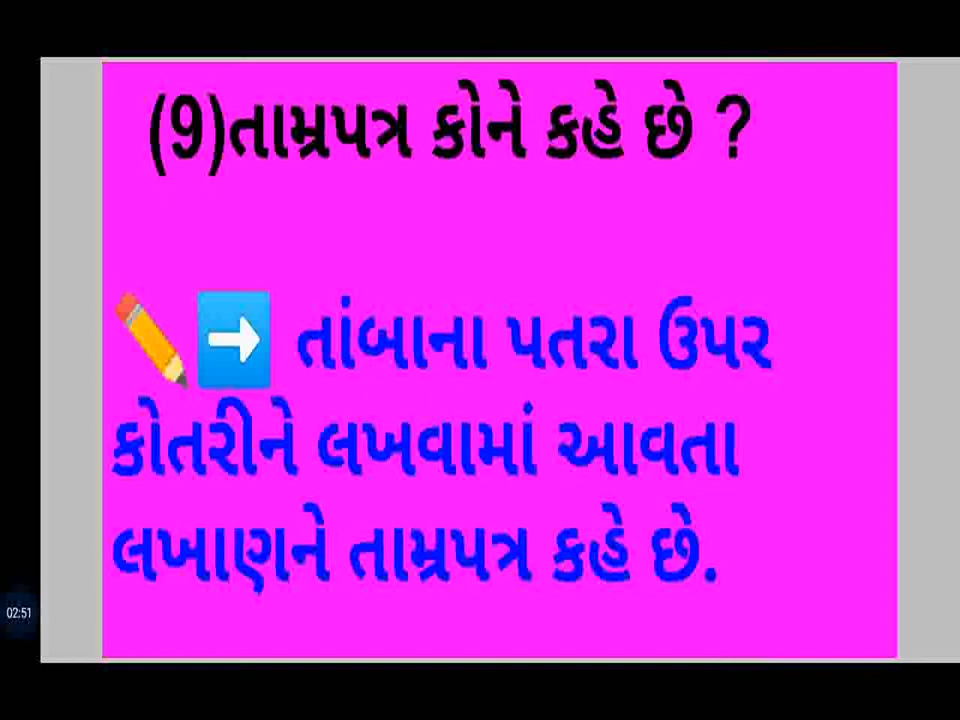 (9)તામ્રપત્ર કોને કહે છે ?
✏️➡️ તાંબાના પતરા ઉપર
કોતરીને લખવામાં આવતા
લખાણને તામ્રપત્ર કહે છે.
02:51